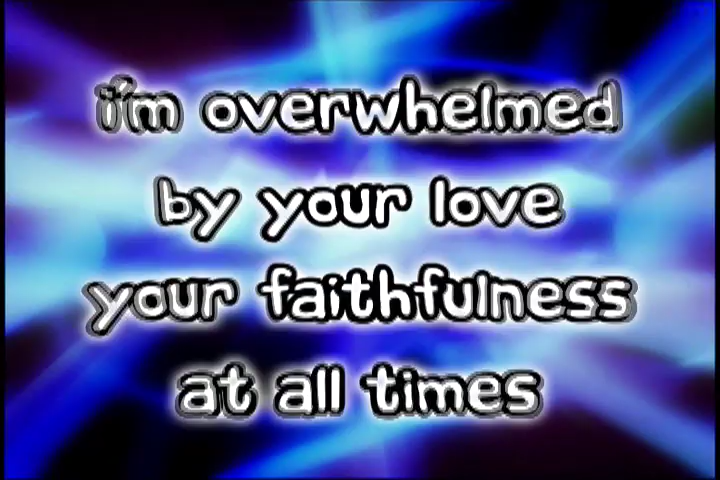 i'm overwhelmed
by your love
your faithfulness
at all times